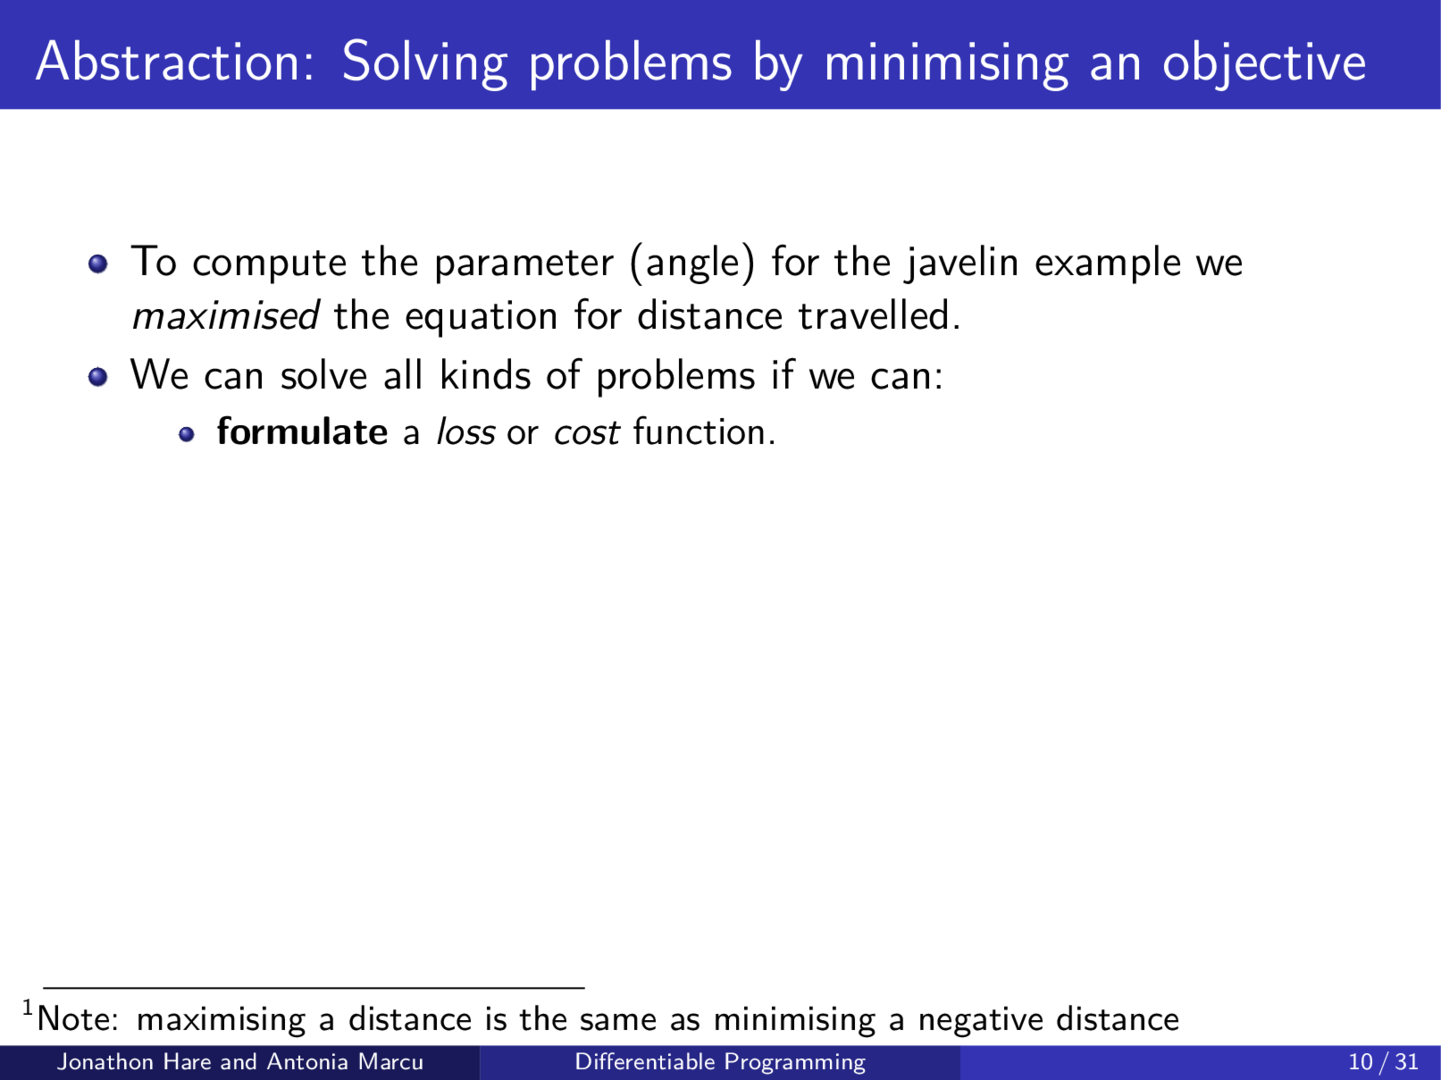 Abstraction: Solving problems by minimising an objective
To compute the parameter (angle) for the javelin example we
maximised the equation for distance travelled.
We can solve all kinds of problems if we can:
formulate a loss or cost function.
1Note: maximising a distance is the same as minimising a negative distance
Jonathon Hare and Antonia Marcu
Differentiable Programming
10 / 31